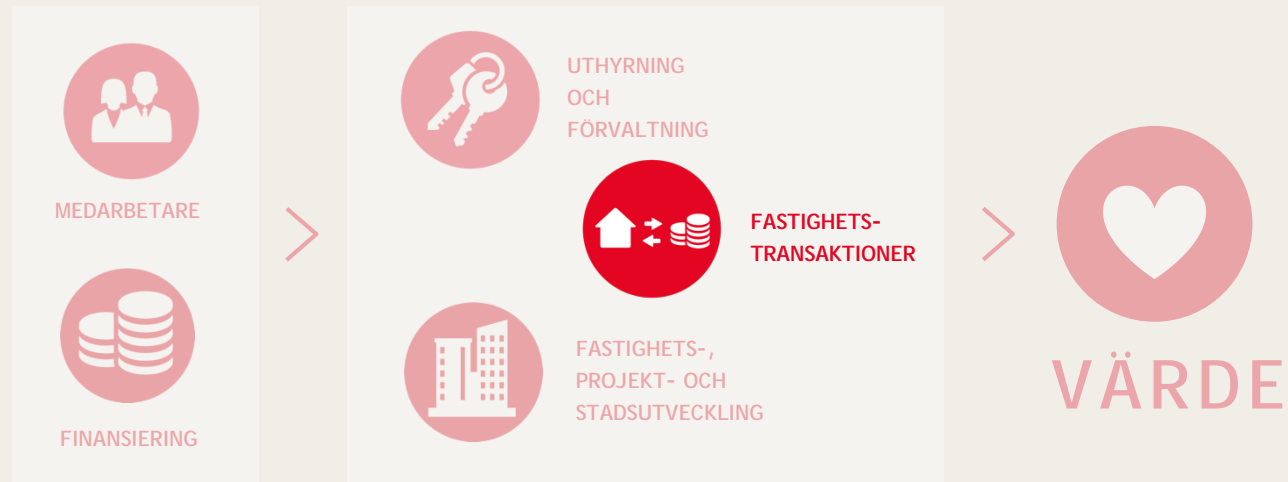 MEDARBETARE
FINANSIERING
UTHYRNING
OCH
FÖRVALTNING
FASTIGHETS-
TRANSAKTIONER
FASTIGHETS-,
PROJEKT- OCH
STADSUTVECKLING
VÄRDE